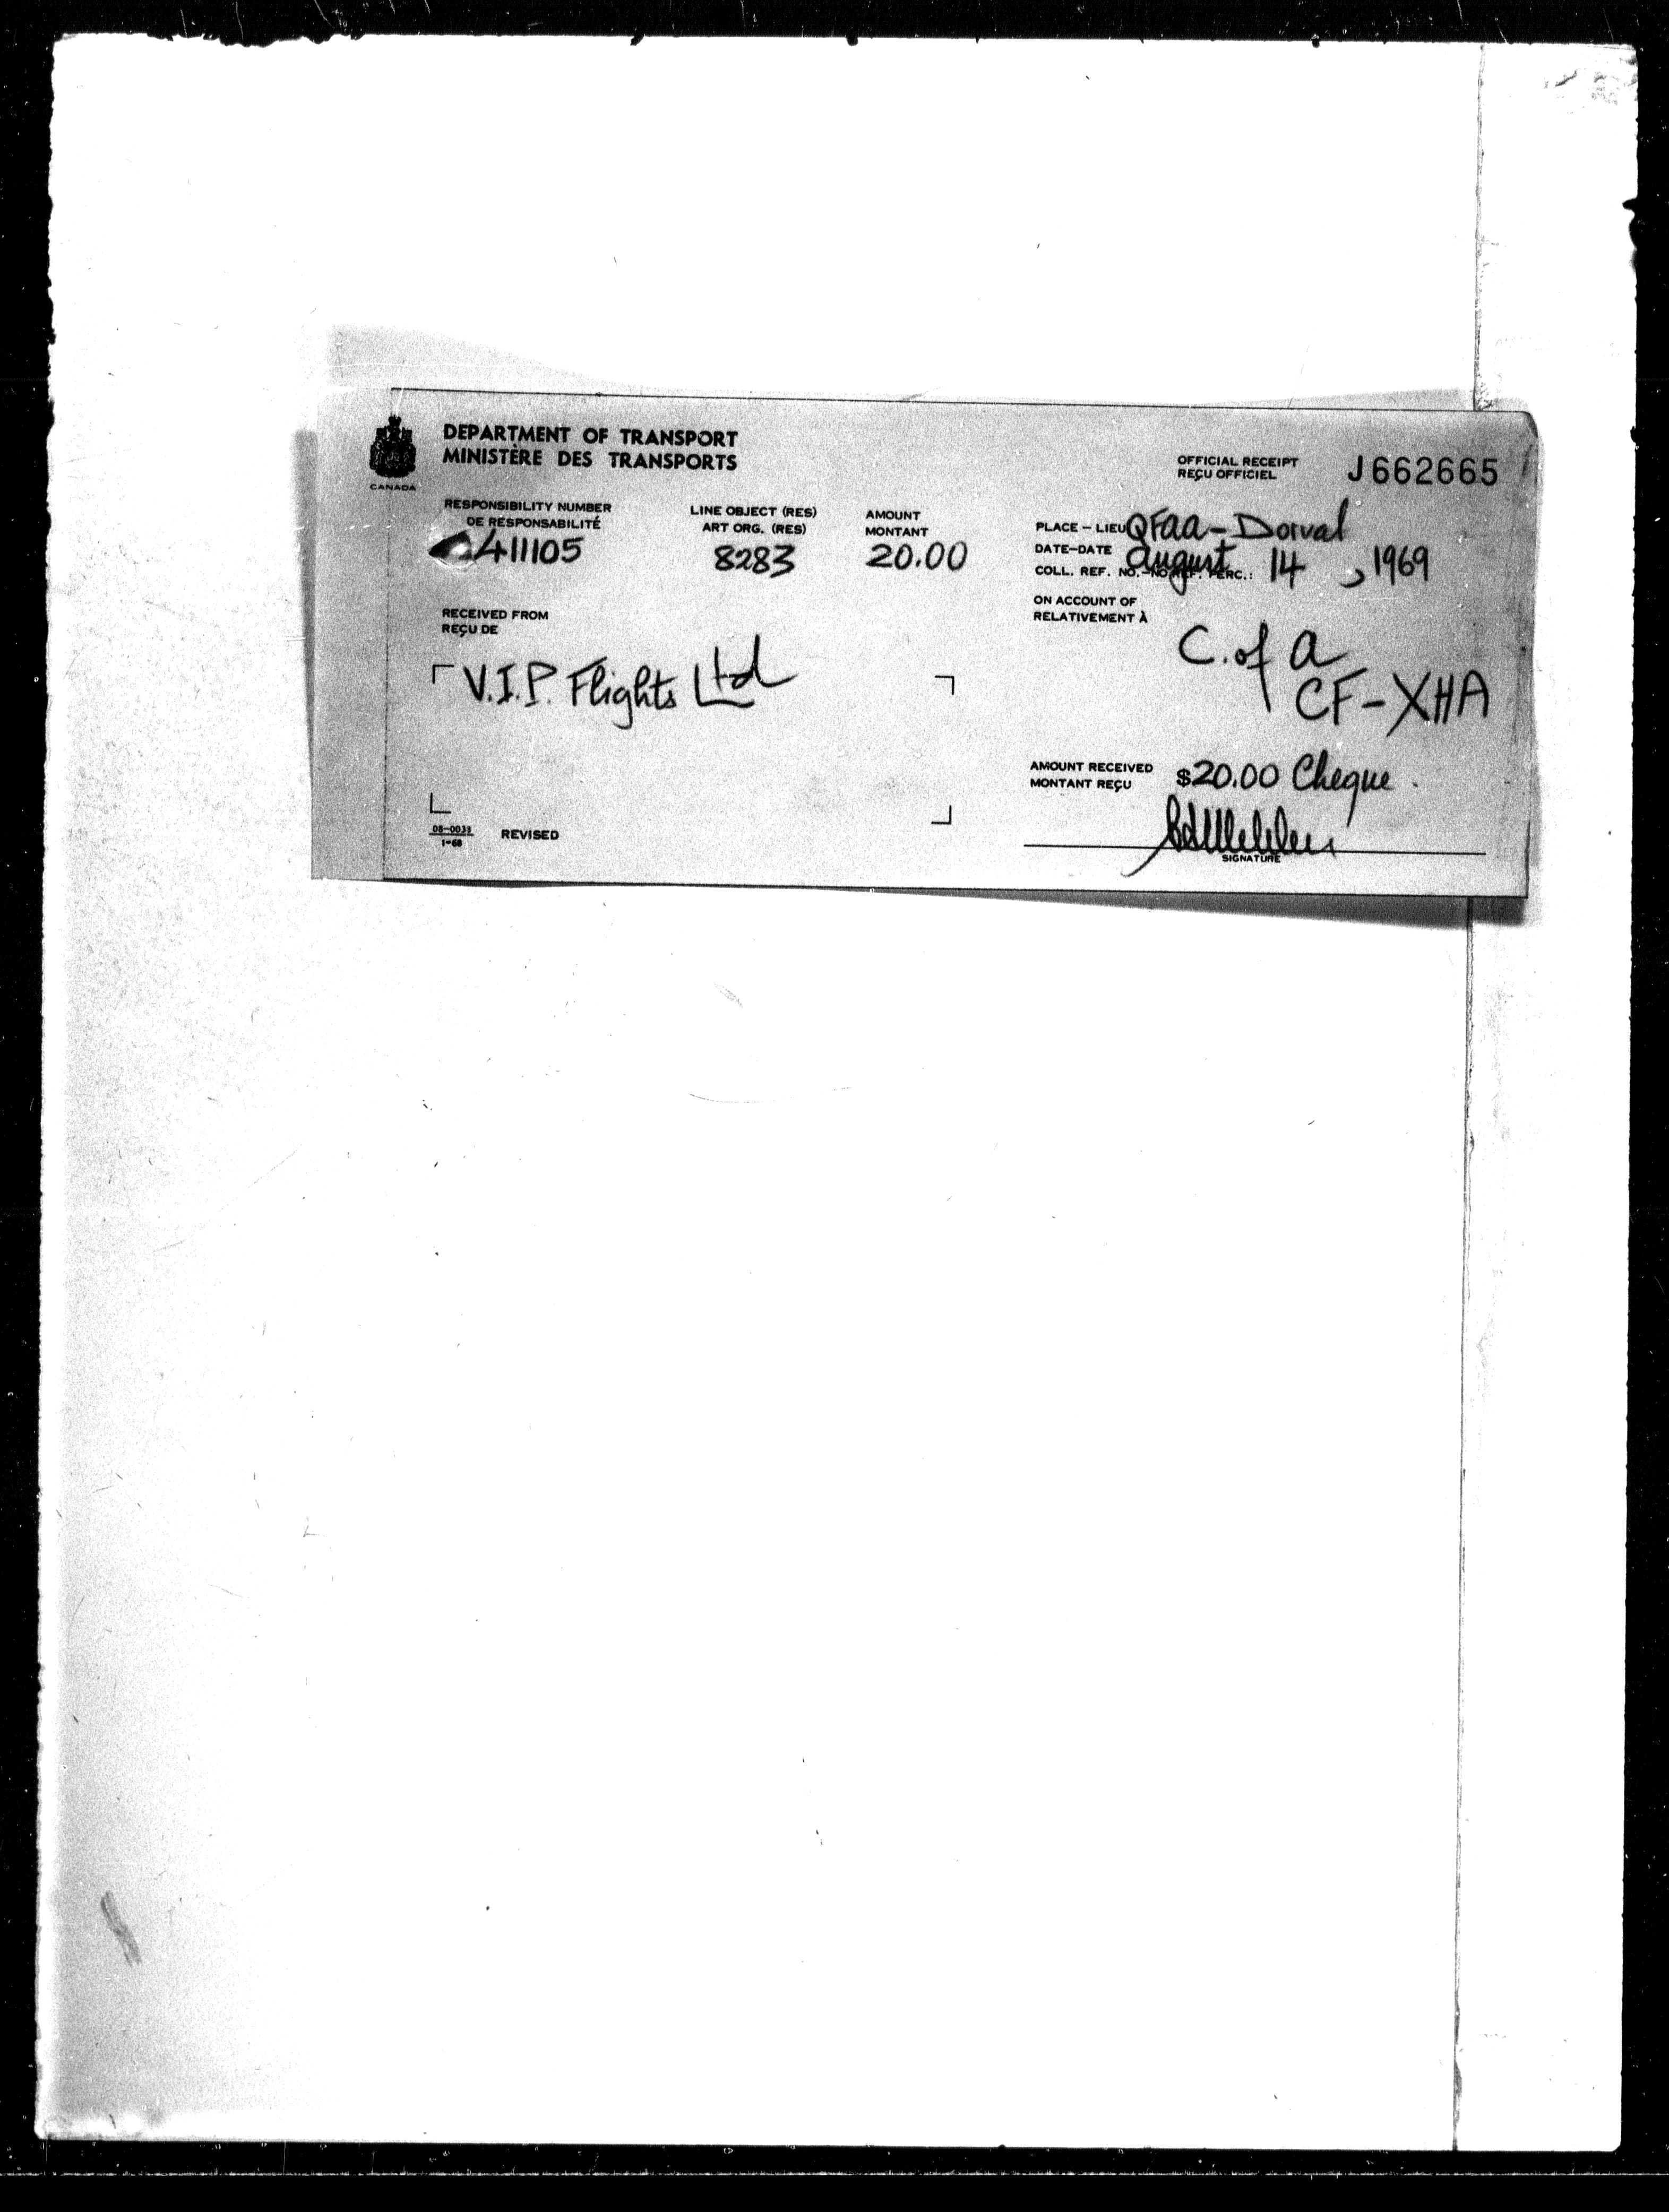 DEPARTMENT OF TRANSPORT
MINISTÈRE DES TRANSPORTS
CANADA
OFFICIAL RECEIPT
REÇU OFFICIEL
J662665
RESPONSIBILITY NUMBER
DE RESPONSABILITÉ
411105
LINE OBJECT (RES)
ART ORG. (RES)
8283
AMOUNT
MONTANT
20.00
PLACE – LIEU QFaa - Dorval
DATE–DATE August 14, 1969
COLL. REF. NO.–NO REF. PERC.:
RECEIVED FROM
REÇU DE
V.I.P. Flights Ltd
ON ACCOUNT OF
RELATIVEMENT À
C. of a
CF-XHA
AMOUNT RECEIVED
MONTANT REÇU
$20.00 Cheque.
SIGNATURE
1-68
REVISED